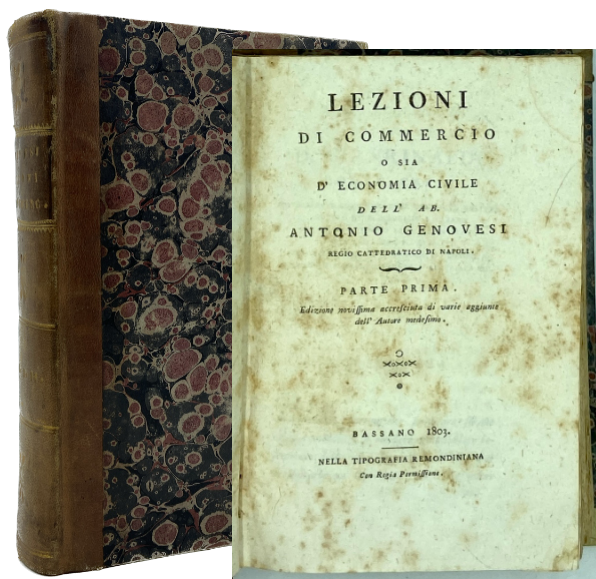 LEZIONI
DI COMMERCIO
O SIA
D' ECONOMIA CIVILE
DELL' AB.
ANTONIO GENOVESI
REGIO CATTEDRATICO DI NAPOLI.
PARTE PRIMA.
Edizione novissima accresciuta di varie aggiunte
dell' Autore medesimo.
BASSANO 1803.
NELLA TIPOGRAFIA REMONDINIANA
Con Regia Permissione.